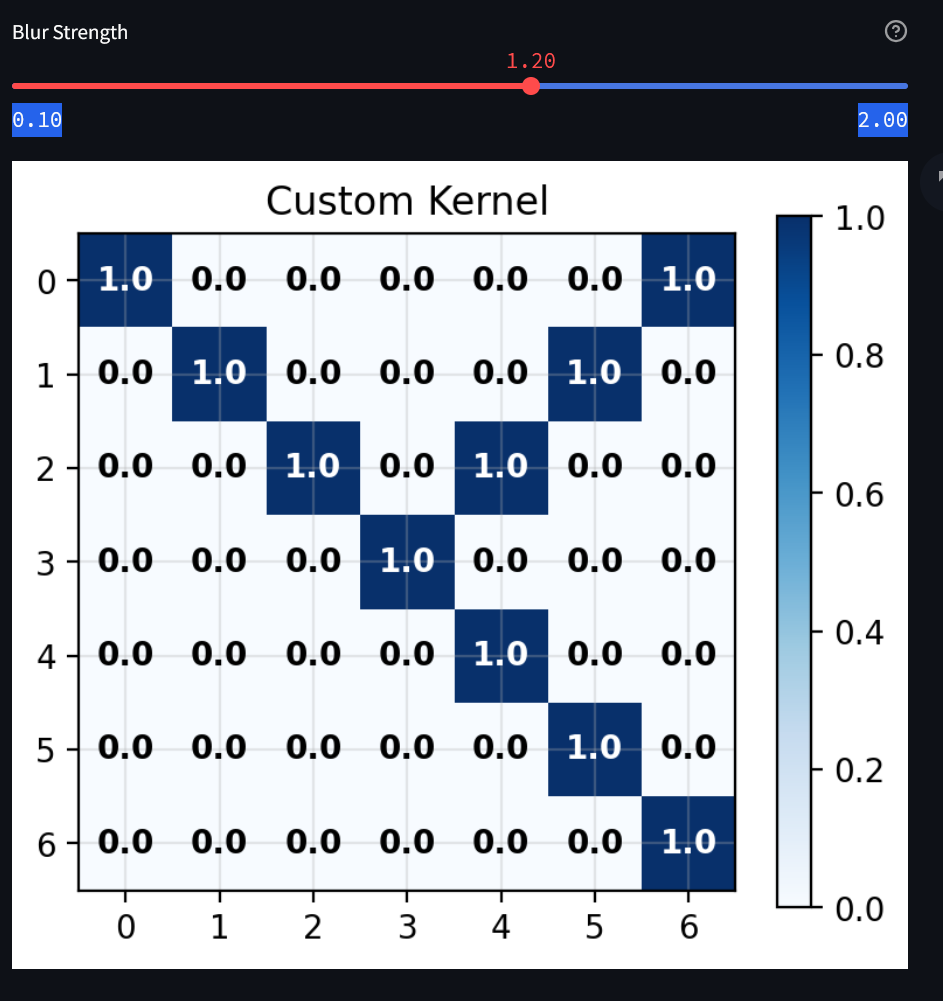 Blur Strength
1.20
0.10 2.00
Custom Kernel
1.0
0 1.0 0.0 0.0 0.0 0.0 0.0 1.0
1 0.0 1.0 0.0 0.0 0.0 1.0 0.0 0.8
2 0.0 0.0 1.0 0.0 1.0 0.0 0.0 0.6
3 0.0 0.0 0.0 1.0 0.0 0.0 0.0
4 0.0 0.0 0.0 0.0 1.0 0.0 0.0 0.4
5 0.0 0.0 0.0 0.0 0.0 1.0 0.0 0.2
6 0.0 0.0 0.0 0.0 0.0 0.0 1.0
0.0
0 1 2 3 4 5 6